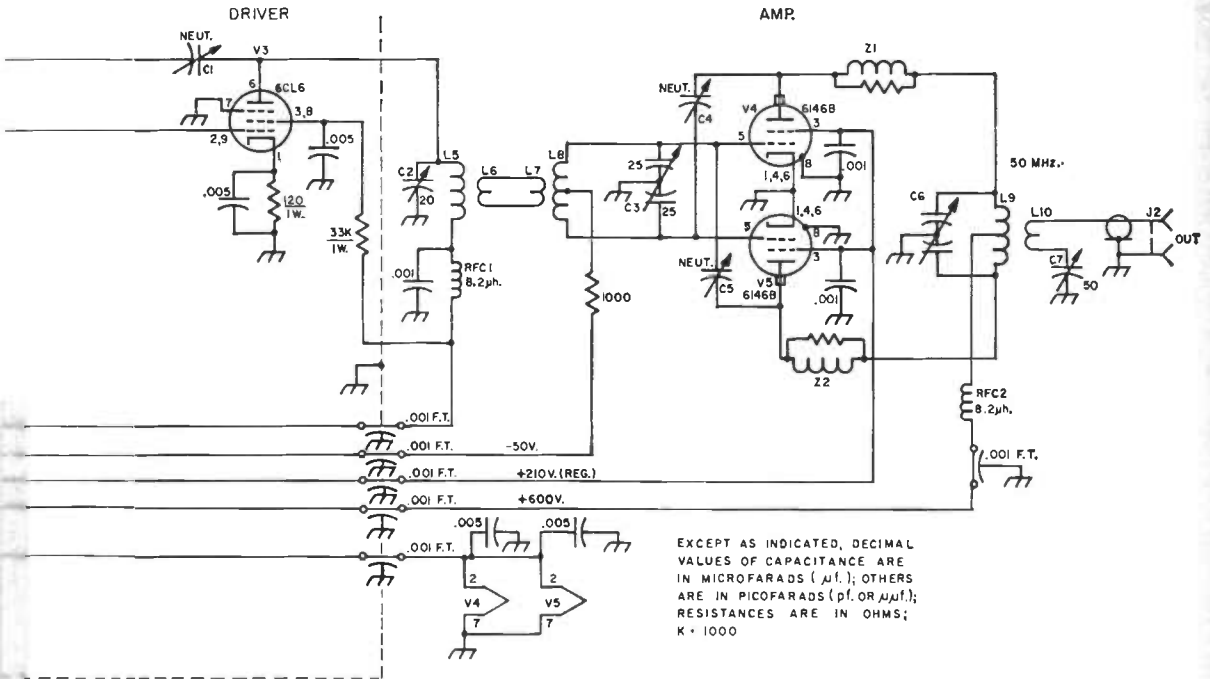 DRIVER
AMP.
NEUT.
C1
V3
6
6CL6
7
3,8
2,9
1
.005
.005
120
1W.
33K
1W.
C2
20
L5
L6
L7
L8
.001
RFC1
8.2µh.
1000
25
C3
25
NEUT.
C4
NEUT.
C5
V4
6146B
3
5
8
1,4,6
.001
1,4,6
5
8
3
V5
6146B
.001
Z1
Z2
50 MHz.
C6
L9
L10
J2
OUT
C7
50
RFC2
8.2µh.
.001 F.T.
.001 F.T.
.001 F.T. -50V.
.001 F.T. +210V.(REG.)
.001 F.T. +600V.
.001 F.T.
.005
.005
2
V4
7
2
V5
7
EXCEPT AS INDICATED, DECIMAL
VALUES OF CAPACITANCE ARE
IN MICROFARADS ( µf.); OTHERS
ARE IN PICOFARADS (pf. OR µµf.);
RESISTANCES ARE IN OHMS;
K = 1000